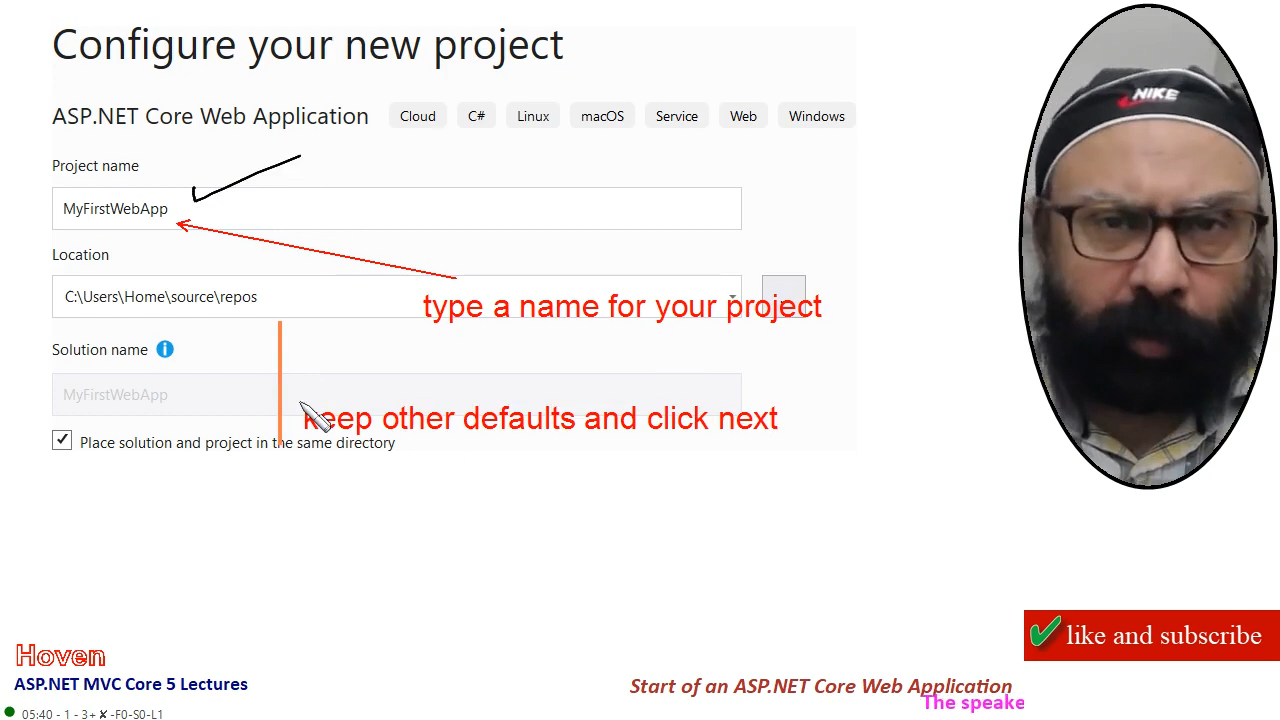 Configure your new project
ASP.NET Core Web Application Cloud C# Linux macOS Service Web Windows
Project name
MyFirstWebApp
Location
C:\Users\Home\source\repos
type a name for your project
Solution name
MyFirstWebApp
keep other defaults and click next
Place solution and project in the same directory
NIKE
like and subscribe
Hoven
ASP.NET MVC Core 5 Lectures
Start of an ASP.NET Core Web Application
The speake
05:40 - 1 - 3+ ✘ -F0-S0-L1